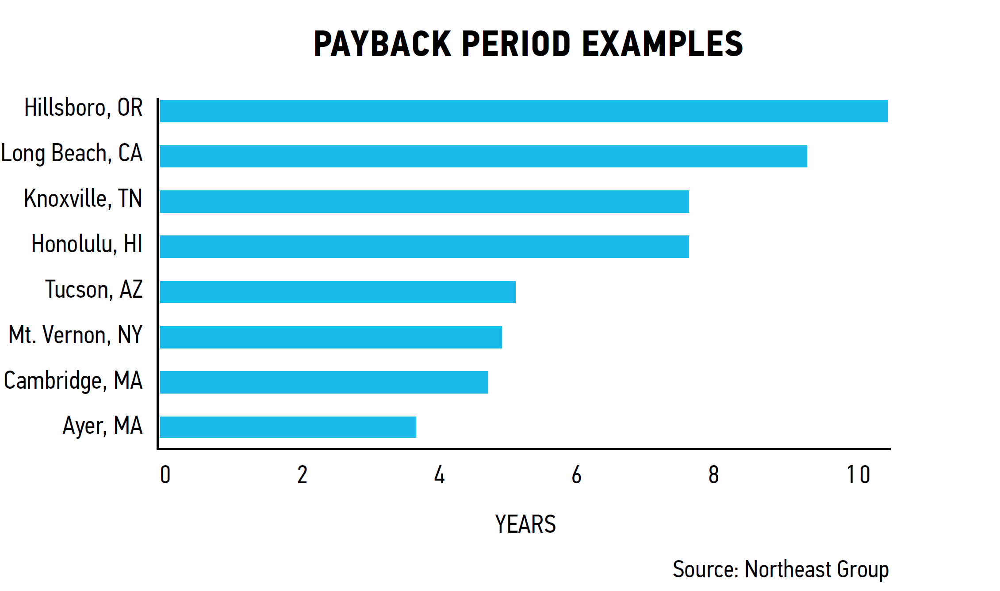 PAYBACK PERIOD EXAMPLES
Hillsboro, OR
Long Beach, CA
Knoxville, TN
Honolulu, HI
Tucson, AZ
Mt. Vernon, NY
Cambridge, MA
Ayer, MA
0 2 4 6 8 10
YEARS
Source: Northeast Group